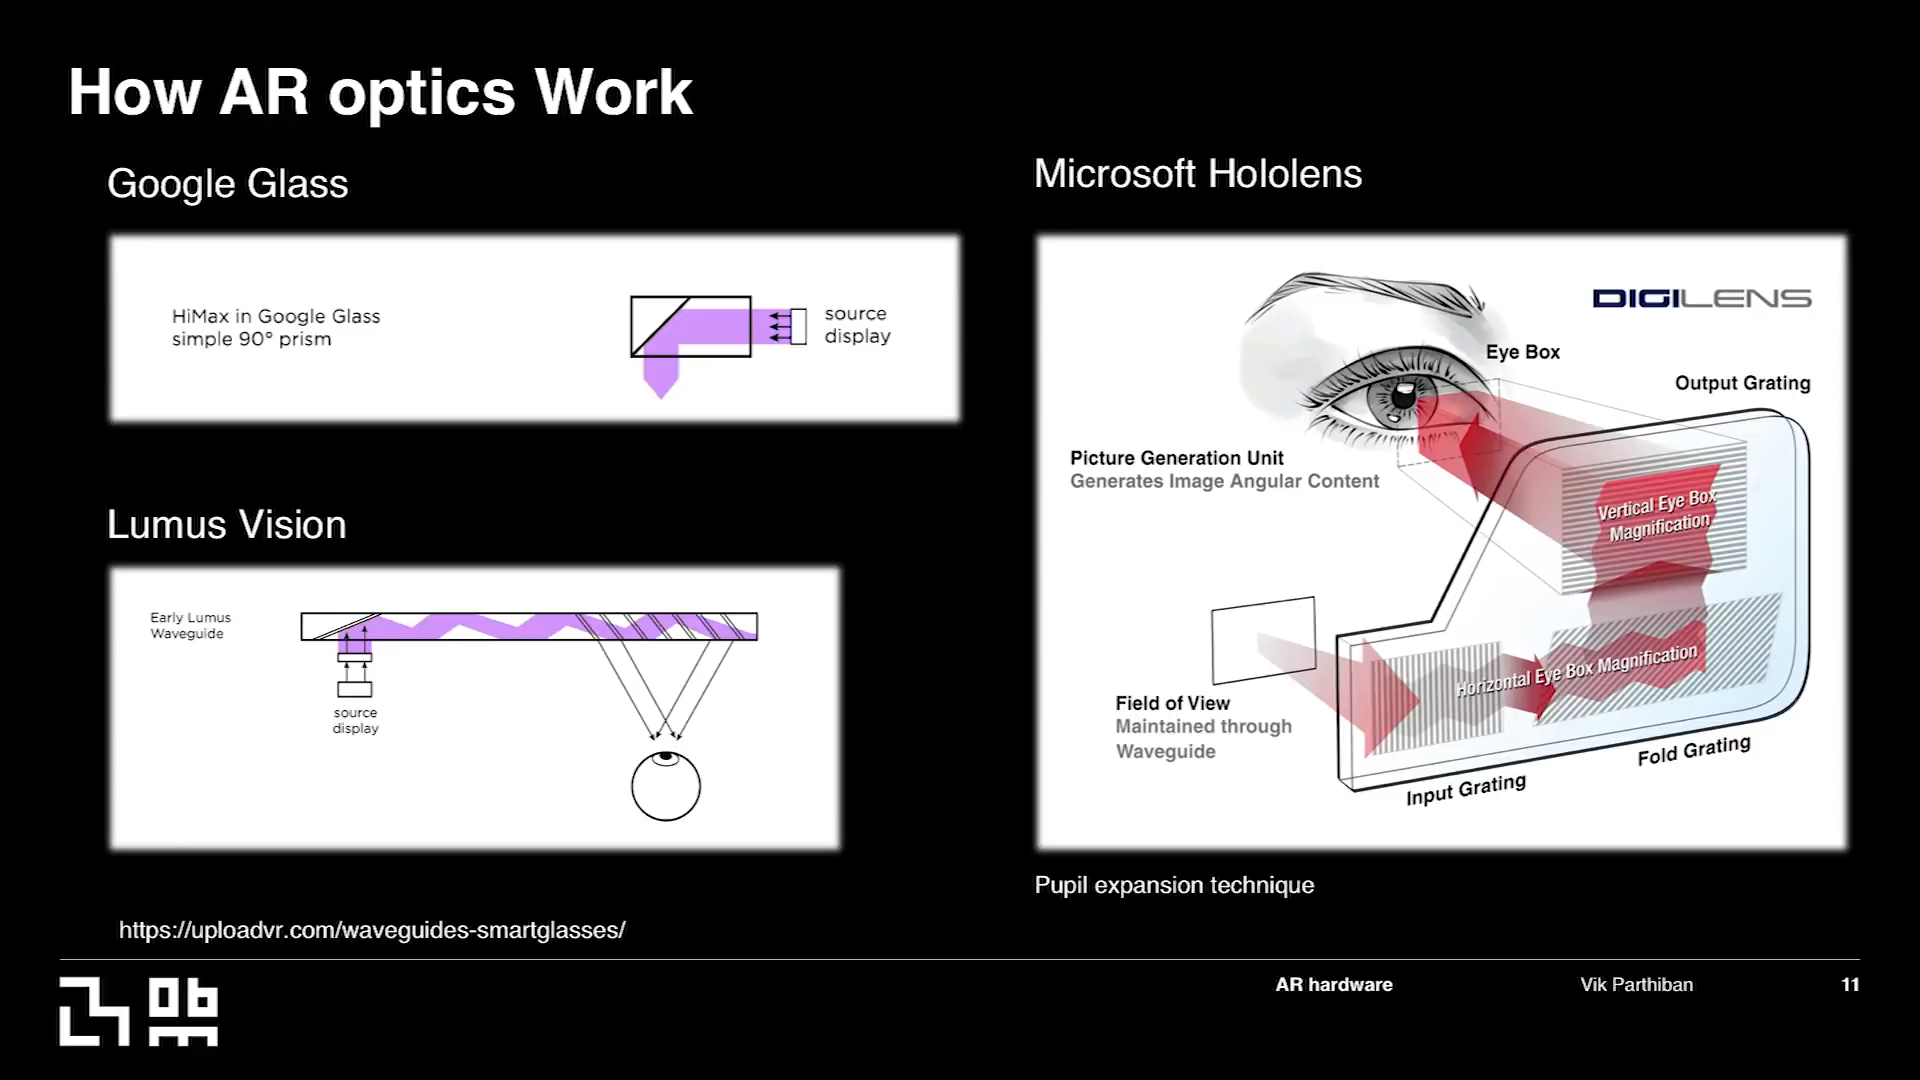 How AR optics Work
Google Glass
HiMax in Google Glass
simple 90° prism
source
display
Lumus Vision
Early Lumus
Waveguide
source
display
https://uploadvr.com/waveguides-smartglasses/
Microsoft Hololens
DIGILENS
Eye Box
Output Grating
Picture Generation Unit
Generates Image Angular Content
Vertical Eye Box
Magnification
Horizontal Eye Box Magnification
Field of View
Maintained through
Waveguide
Fold Grating
Input Grating
Pupil expansion technique
AR hardware
Vik Parthiban
11